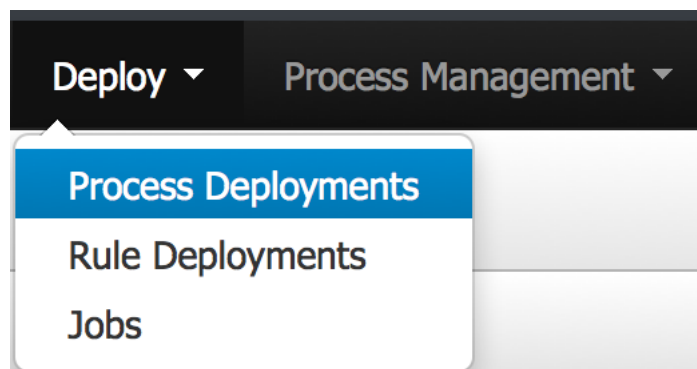 Deploy Process Management
Process Deployments
Rule Deployments
Jobs